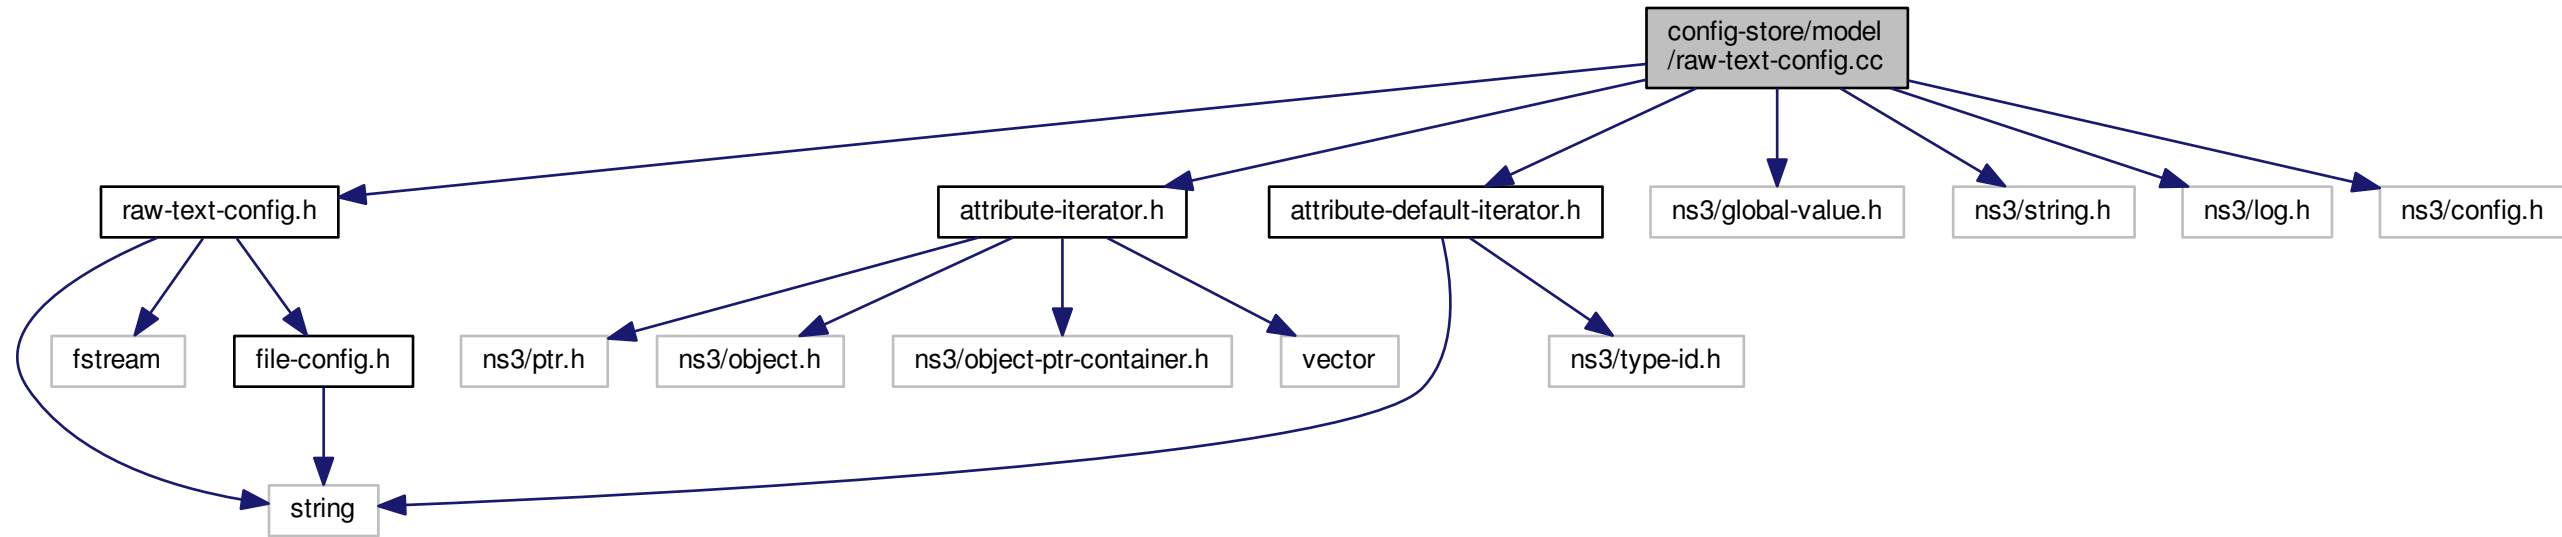 config-store/model
/raw-text-config.cc
raw-text-config.h
attribute-iterator.h
attribute-default-iterator.h
ns3/global-value.h
ns3/string.h
ns3/log.h
ns3/config.h
fstream
file-config.h
ns3/ptr.h
ns3/object.h
ns3/object-ptr-container.h
vector
ns3/type-id.h
string